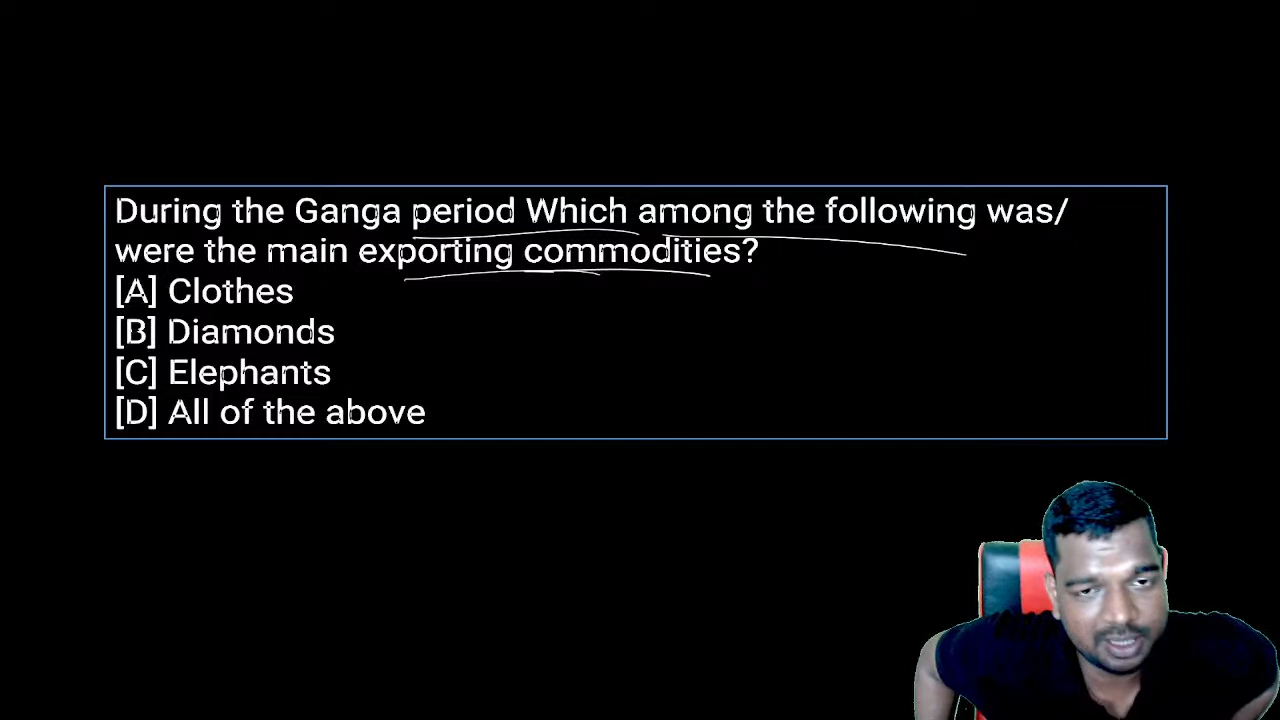 During the Ganga period Which among the following was/
were the main exporting commodities?
[A] Clothes
[B] Diamonds
[C] Elephants
[D] All of the above